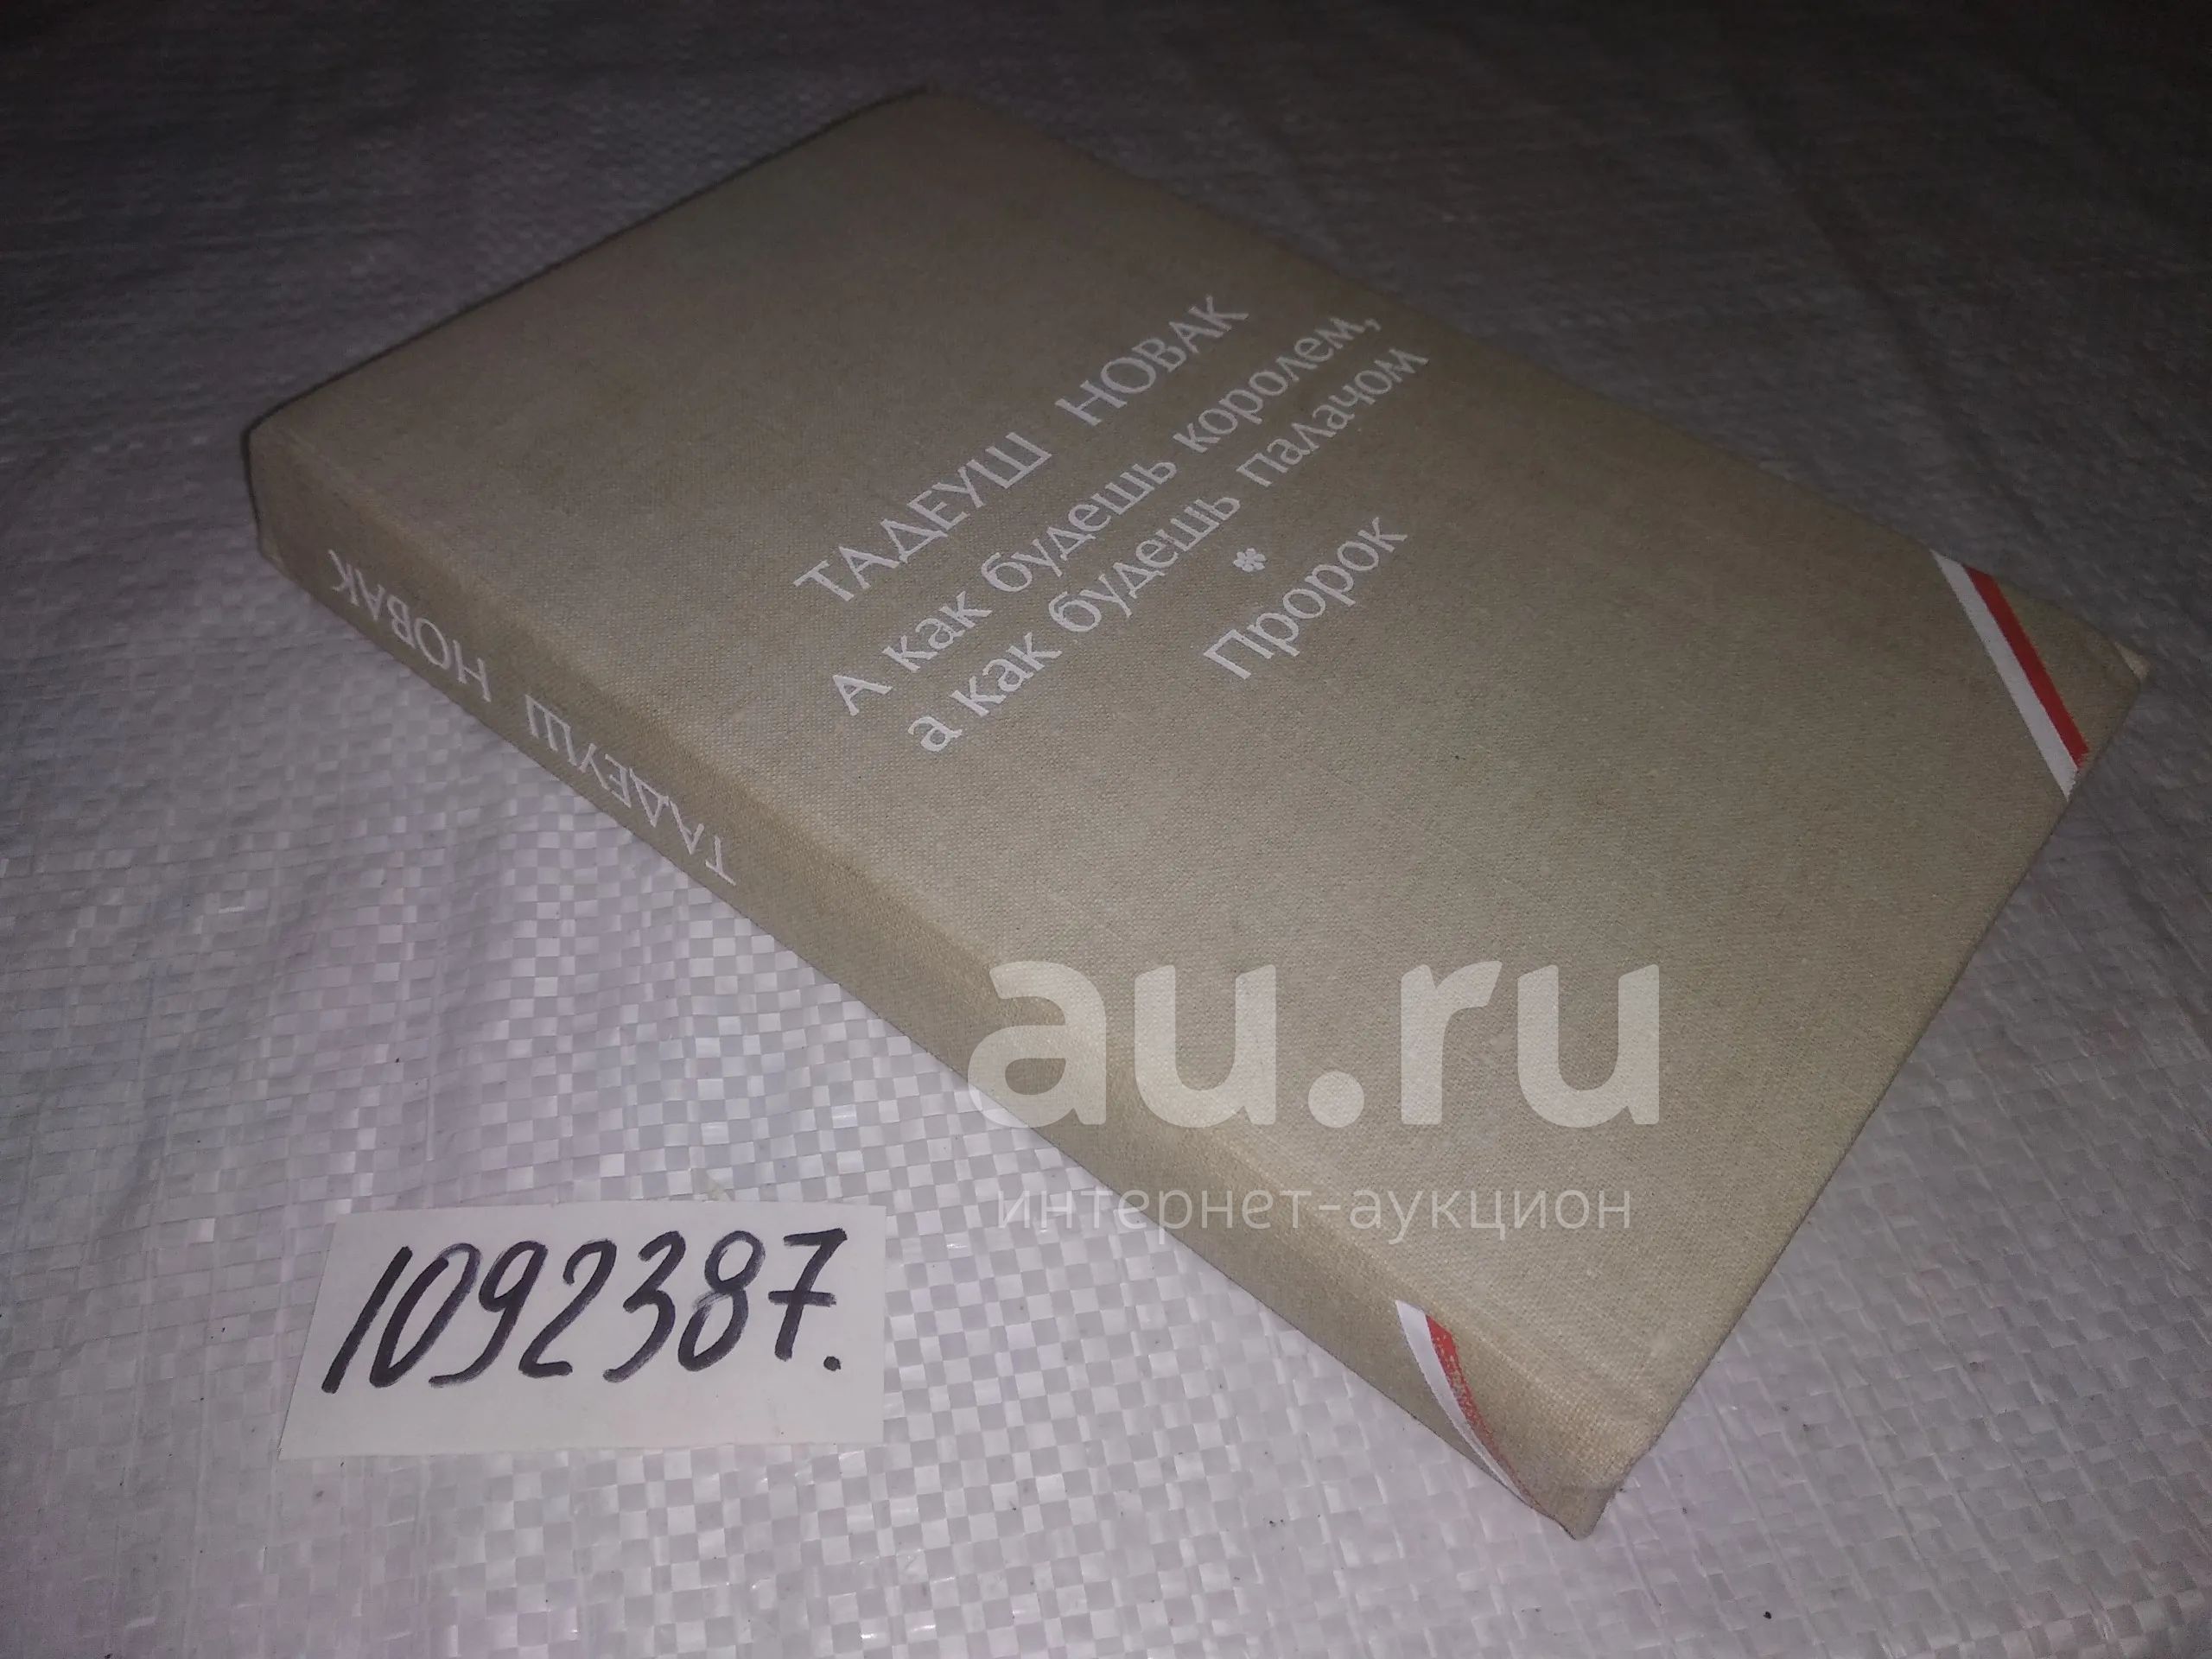 ТАДЕУШ НОВАК
А как будешь королем,
а как будешь палачом
*
Пророк
ТАДЕУШ НОВАК
au.ru
интернет-аукцион
1092387.